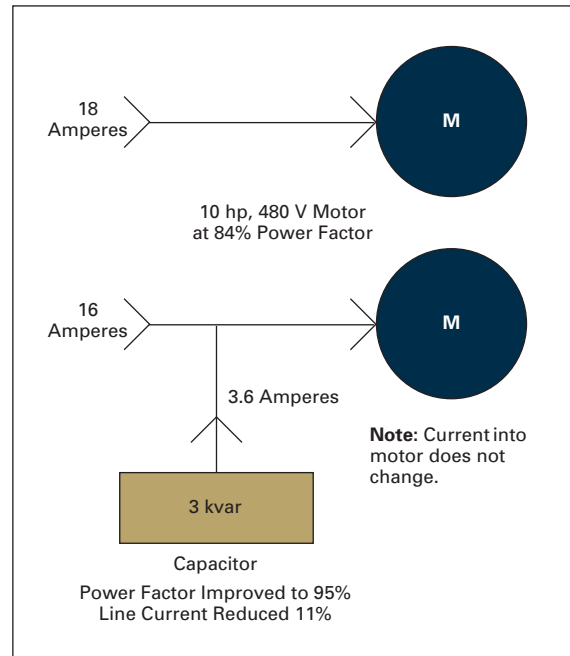 18
Amperes
M
10 hp, 480 V Motor
at 84% Power Factor
16
Amperes
M
3.6 Amperes
Note: Current into
motor does not
change.
3 kvar
Capacitor
Power Factor Improved to 95%
Line Current Reduced 11%